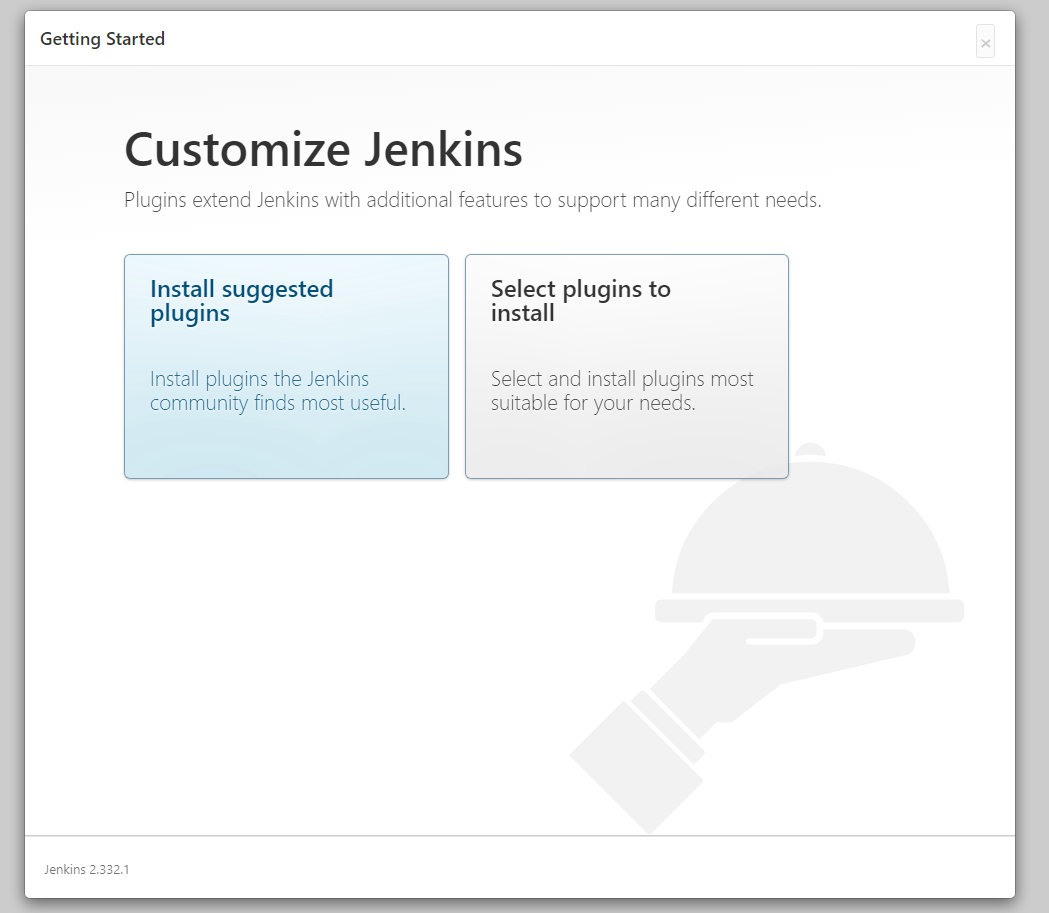 Getting Started
×
Customize Jenkins
Plugins extend Jenkins with additional features to support many different needs.
Install suggested
plugins
Install plugins the Jenkins
community finds most useful.
Select plugins to
install
Select and install plugins most
suitable for your needs.
Jenkins 2.332.1